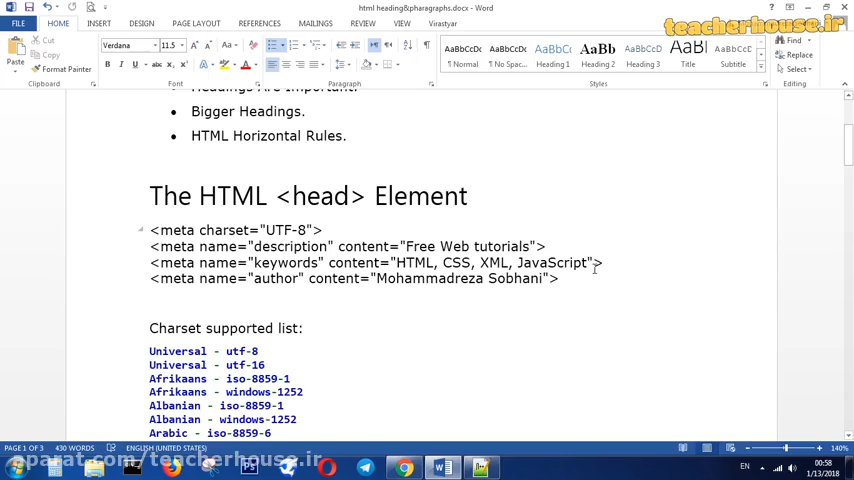 html heading&paragraphs.docx - Word
FILE HOME INSERT DESIGN PAGE LAYOUT REFERENCES MAILINGS REVIEW VIEW Virastyar
teacherhouse.ir
Cut
Copy
Format Painter
Paste
Clipboard
Verdana 11.5
Font
Paragraph
AaBbCcDc AaBbCcDc AaBbC AaBb AaBbC AaBl AaBbCcD
¶ Normal ¶ No Spac... Heading 1 Heading 2 Heading 3 Title Subtitle
Styles
Find
Replace
Select
Editing
Headings Are Important.
Bigger Headings.
HTML Horizontal Rules.
The HTML <head> Element
<meta charset="UTF-8">
<meta name="description" content="Free Web tutorials">
<meta name="keywords" content="HTML, CSS, XML, JavaScript">
<meta name="author" content="Mohammadreza Sobhani">
Charset supported list:
Universal - utf-8
Universal - utf-16
Afrikaans - iso-8859-1
Afrikaans - windows-1252
Albanian - iso-8859-1
Albanian - windows-1252
Arabic - iso-8859-6
PAGE 1 OF 3 430 WORDS ENGLISH (UNITED STATES) 140%
aparat.com/teacherhouse.ir
EN 00:58
1/13/2018